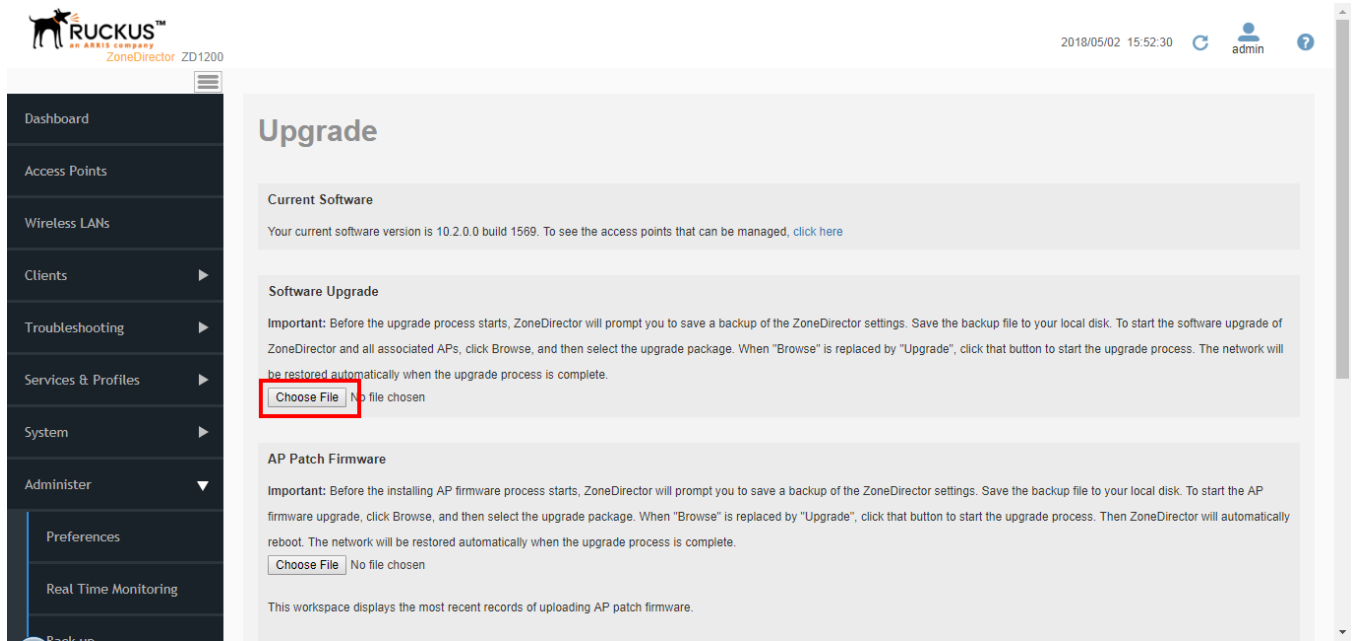 RUCKUS™
an ARRIS company
ZoneDirector ZD1200
2018/05/02 15:52:30
admin
?
Dashboard
Access Points
Wireless LANs
Clients
Troubleshooting
Services & Profiles
System
Administer
Preferences
Real Time Monitoring
Back up
Upgrade
Current Software
Your current software version is 10.2.0.0 build 1569. To see the access points that can be managed, click here
Software Upgrade
Important: Before the upgrade process starts, ZoneDirector will prompt you to save a backup of the ZoneDirector settings. Save the backup file to your local disk. To start the software upgrade of
ZoneDirector and all associated APs, click Browse, and then select the upgrade package. When "Browse" is replaced by "Upgrade", click that button to start the upgrade process. The network will
be restored automatically when the upgrade process is complete.
Choose File No file chosen
AP Patch Firmware
Important: Before the installing AP firmware process starts, ZoneDirector will prompt you to save a backup of the ZoneDirector settings. Save the backup file to your local disk. To start the AP
firmware upgrade, click Browse, and then select the upgrade package. When "Browse" is replaced by "Upgrade", click that button to start the upgrade process. Then ZoneDirector will automatically
reboot. The network will be restored automatically when the upgrade process is complete.
Choose File No file chosen
This workspace displays the most recent records of uploading AP patch firmware.